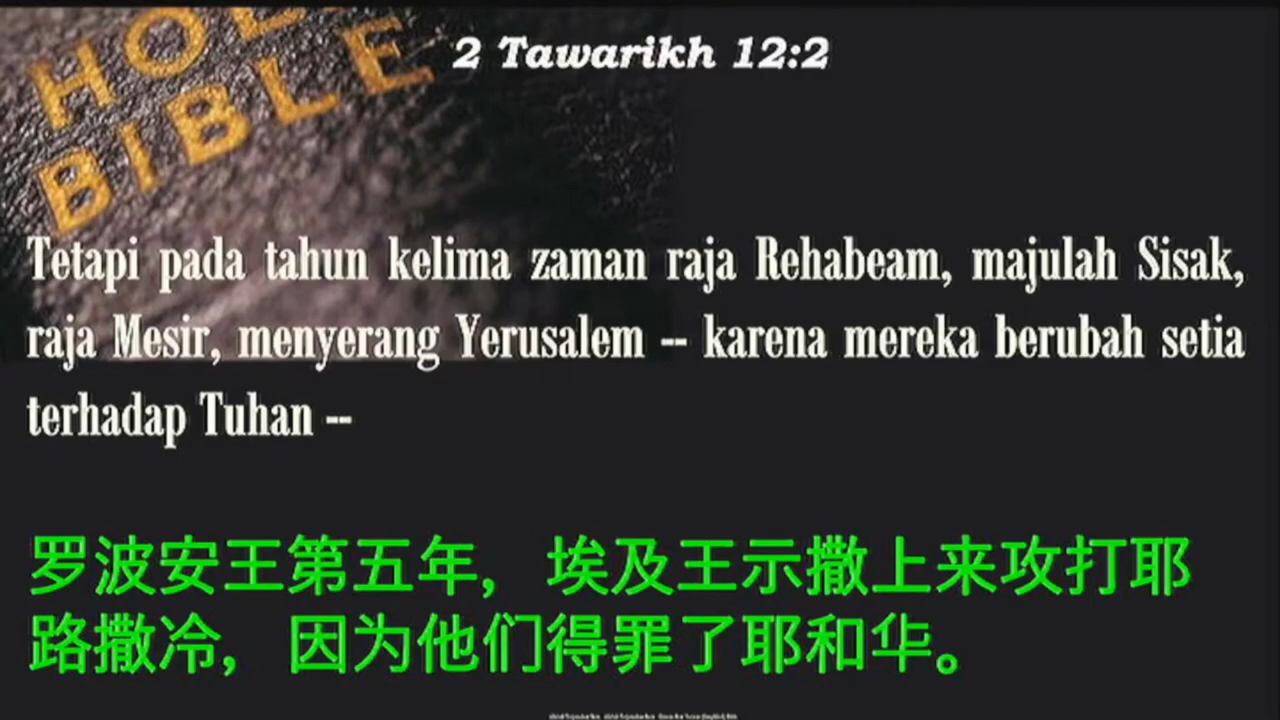 HOL
BIBLE
2 Tawarikh 12:2
Tetapi pada tahun kelima zaman raja Rehabeam, majulah Sisak,
raja Mesir, menyerang Yerusalem -- karena mereka berubah setia
terhadap Tuhan --
罗波安王第五年, 埃及王示撒上来攻打耶
路撒冷, 因为他们得罪了耶和华。